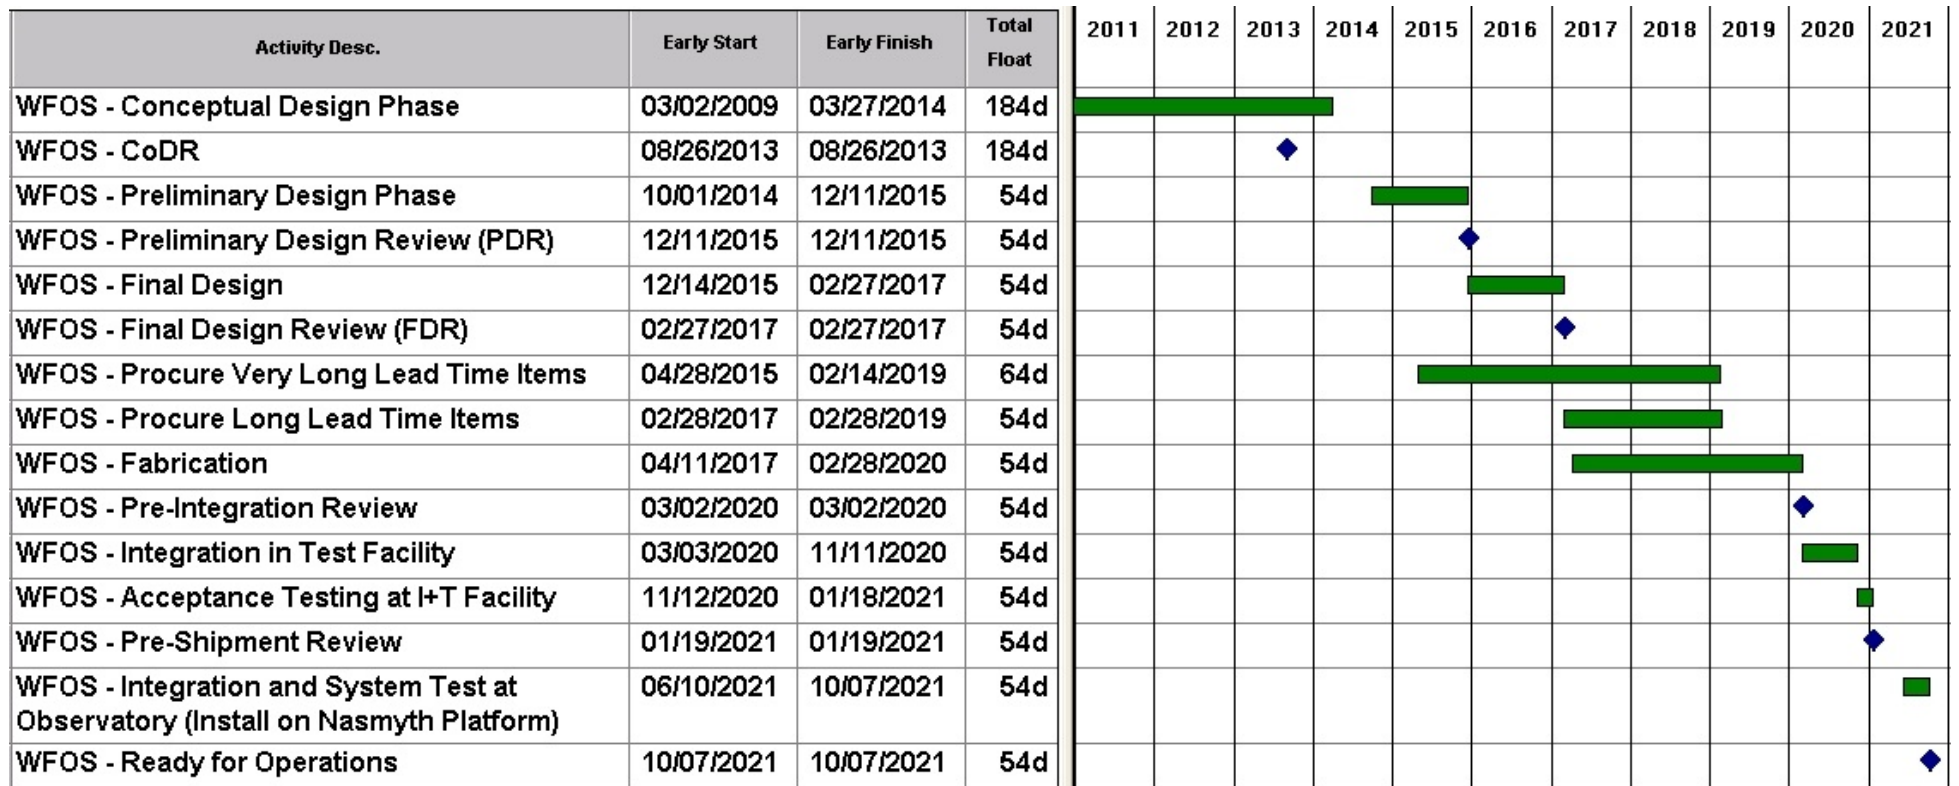 Activity Desc. Early Start Early Finish Total Float 2011 2012 2013 2014 2015 2016 2017 2018 2019 2020 2021
WFOS - Conceptual Design Phase 03/02/2009 03/27/2014 184d
WFOS - CoDR 08/26/2013 08/26/2013 184d
WFOS - Preliminary Design Phase 10/01/2014 12/11/2015 54d
WFOS - Preliminary Design Review (PDR) 12/11/2015 12/11/2015 54d
WFOS - Final Design 12/14/2015 02/27/2017 54d
WFOS - Final Design Review (FDR) 02/27/2017 02/27/2017 54d
WFOS - Procure Very Long Lead Time Items 04/28/2015 02/14/2019 64d
WFOS - Procure Long Lead Time Items 02/28/2017 02/28/2019 54d
WFOS - Fabrication 04/11/2017 02/28/2020 54d
WFOS - Pre-Integration Review 03/02/2020 03/02/2020 54d
WFOS - Integration in Test Facility 03/03/2020 11/11/2020 54d
WFOS - Acceptance Testing at I+T Facility 11/12/2020 01/18/2021 54d
WFOS - Pre-Shipment Review 01/19/2021 01/19/2021 54d
WFOS - Integration and System Test at 06/10/2021 10/07/2021 54d
Observatory (Install on Nasmyth Platform)
WFOS - Ready for Operations 10/07/2021 10/07/2021 54d